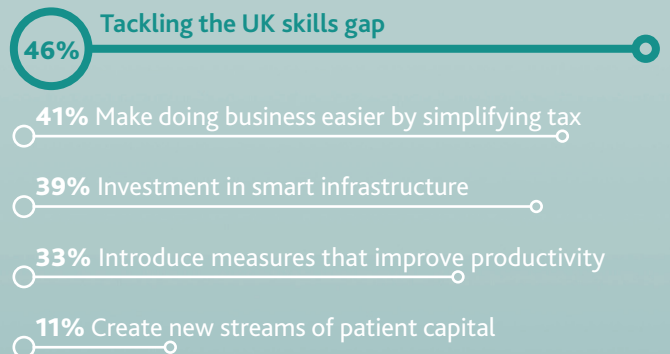 Tackling the UK skills gap
46%
41% Make doing business easier by simplifying tax
39% Investment in smart infrastructure
33% Introduce measures that improve productivity
11% Create new streams of patient capital